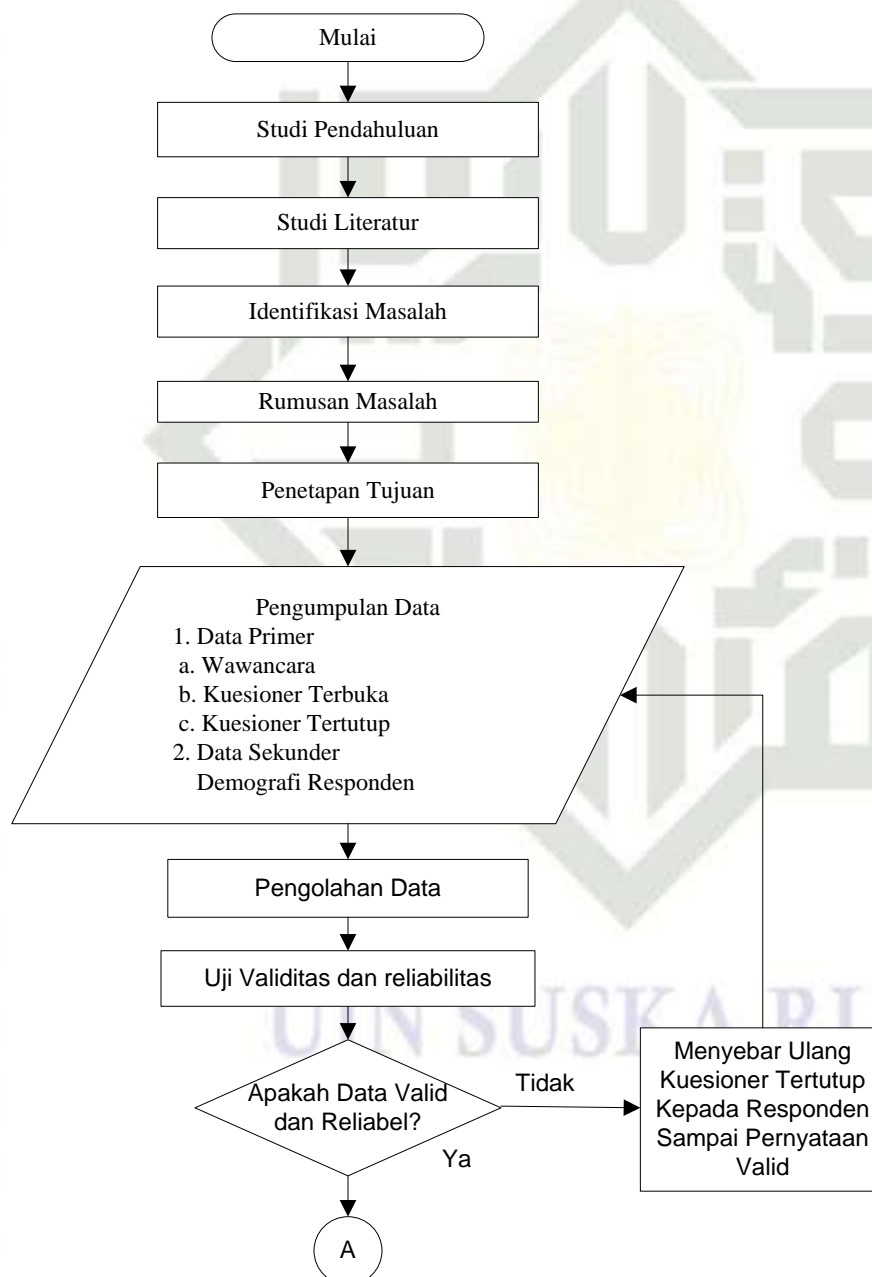 Mulai
Studi Pendahuluan
Studi Literatur
Identifikasi Masalah
Rumusan Masalah
Penetapan Tujuan
Pengumpulan Data
1. Data Primer
a. Wawancara
b. Kuesioner Terbuka
c. Kuesioner Tertutup
2. Data Sekunder
Demografi Responden
Pengolahan Data
Uji Validitas dan reliabilitas
Apakah Data Valid
dan Reliabel?
Tidak
Menyebar Ulang
Kuesioner Tertutup
Kepada Responden
Sampai Pernyataan
Valid
Ya
A
UIN SUSKA RI